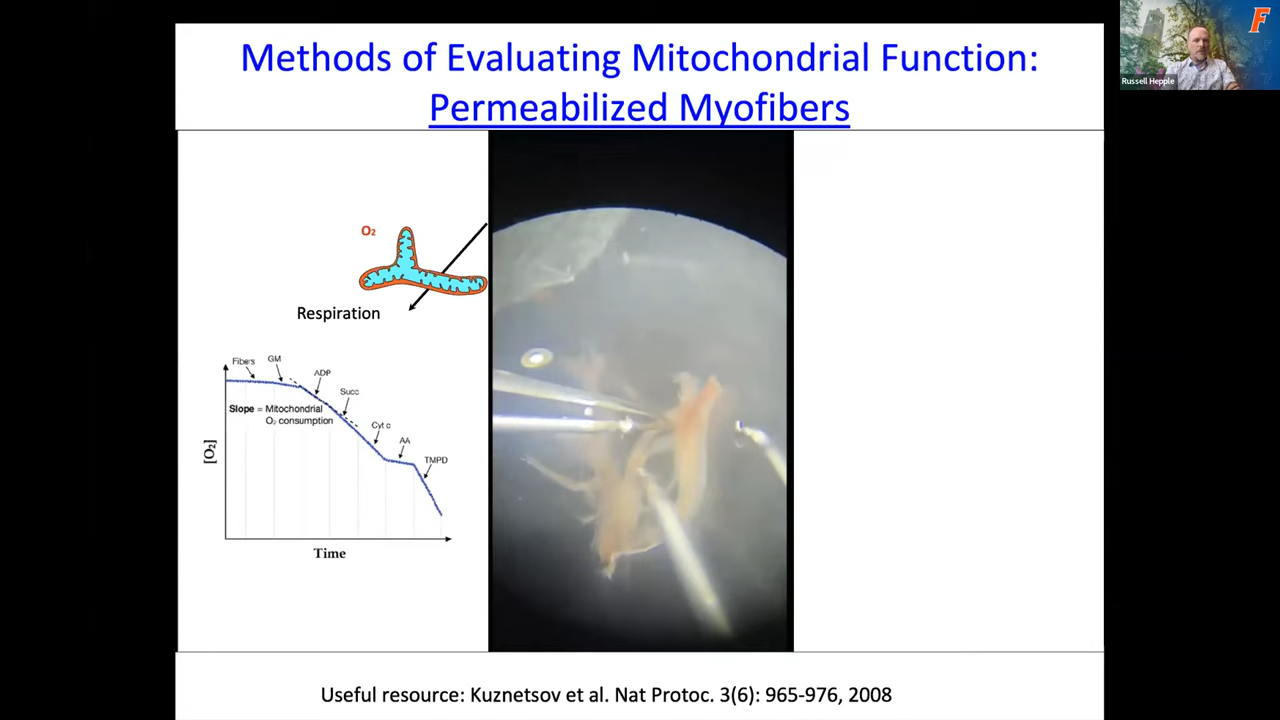 Methods of Evaluating Mitochondrial Function:
Permeabilized Myofibers
F
Russell Hepple
O₂
Respiration
Fibers
GM
ADP
Succ
Cyt c
AA
TMPD
Slope = Mitochondrial
O₂ consumption
[O₂]
Time
Useful resource: Kuznetsov et al. Nat Protoc. 3(6): 965-976, 2008